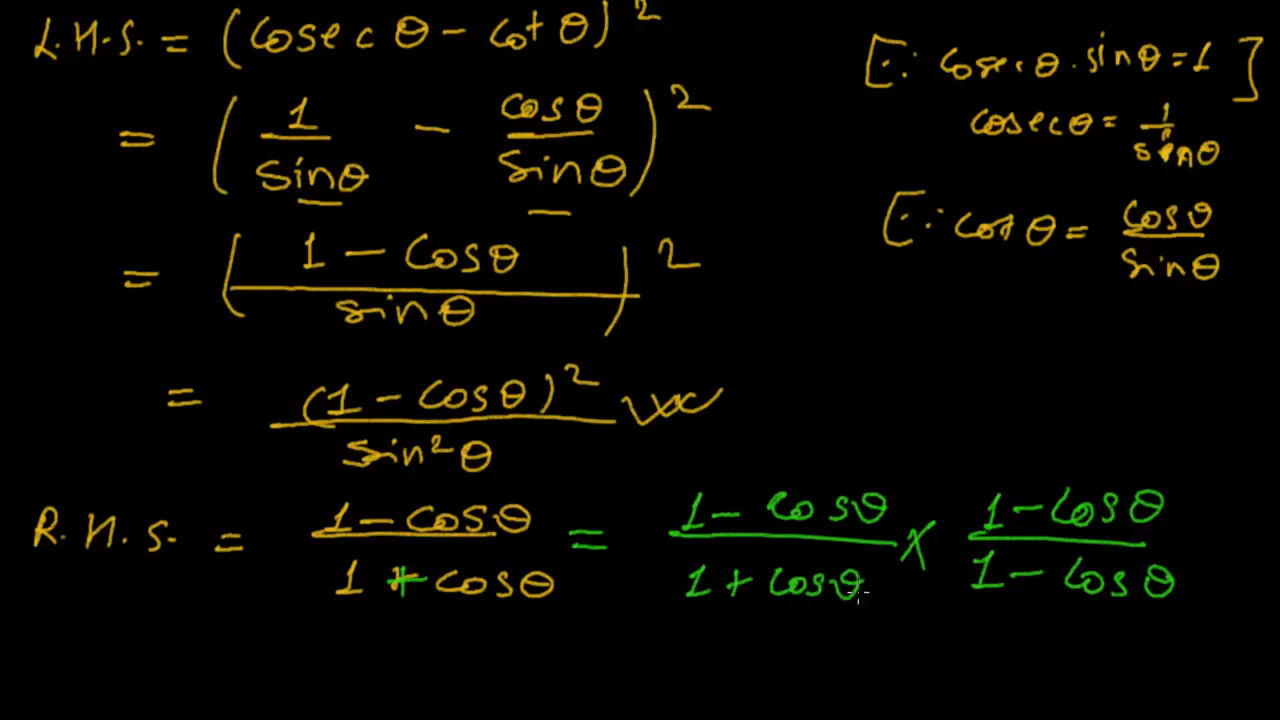 L.H.S. = (cosec θ - cot θ)²
= (1/sinθ - cosθ/sinθ)²
= ((1 - cosθ)/sinθ)²
= (1 - cosθ)²/sin²θ
R.H.S. = (1 - cosθ)/(1 + cosθ) = (1 - cosθ)/(1 + cosθ) × (1 - cosθ)/(1 - cosθ)
[∵ cosecθ . sinθ = 1]
cosecθ = 1/sinθ
[∵ cotθ = cosθ/sinθ